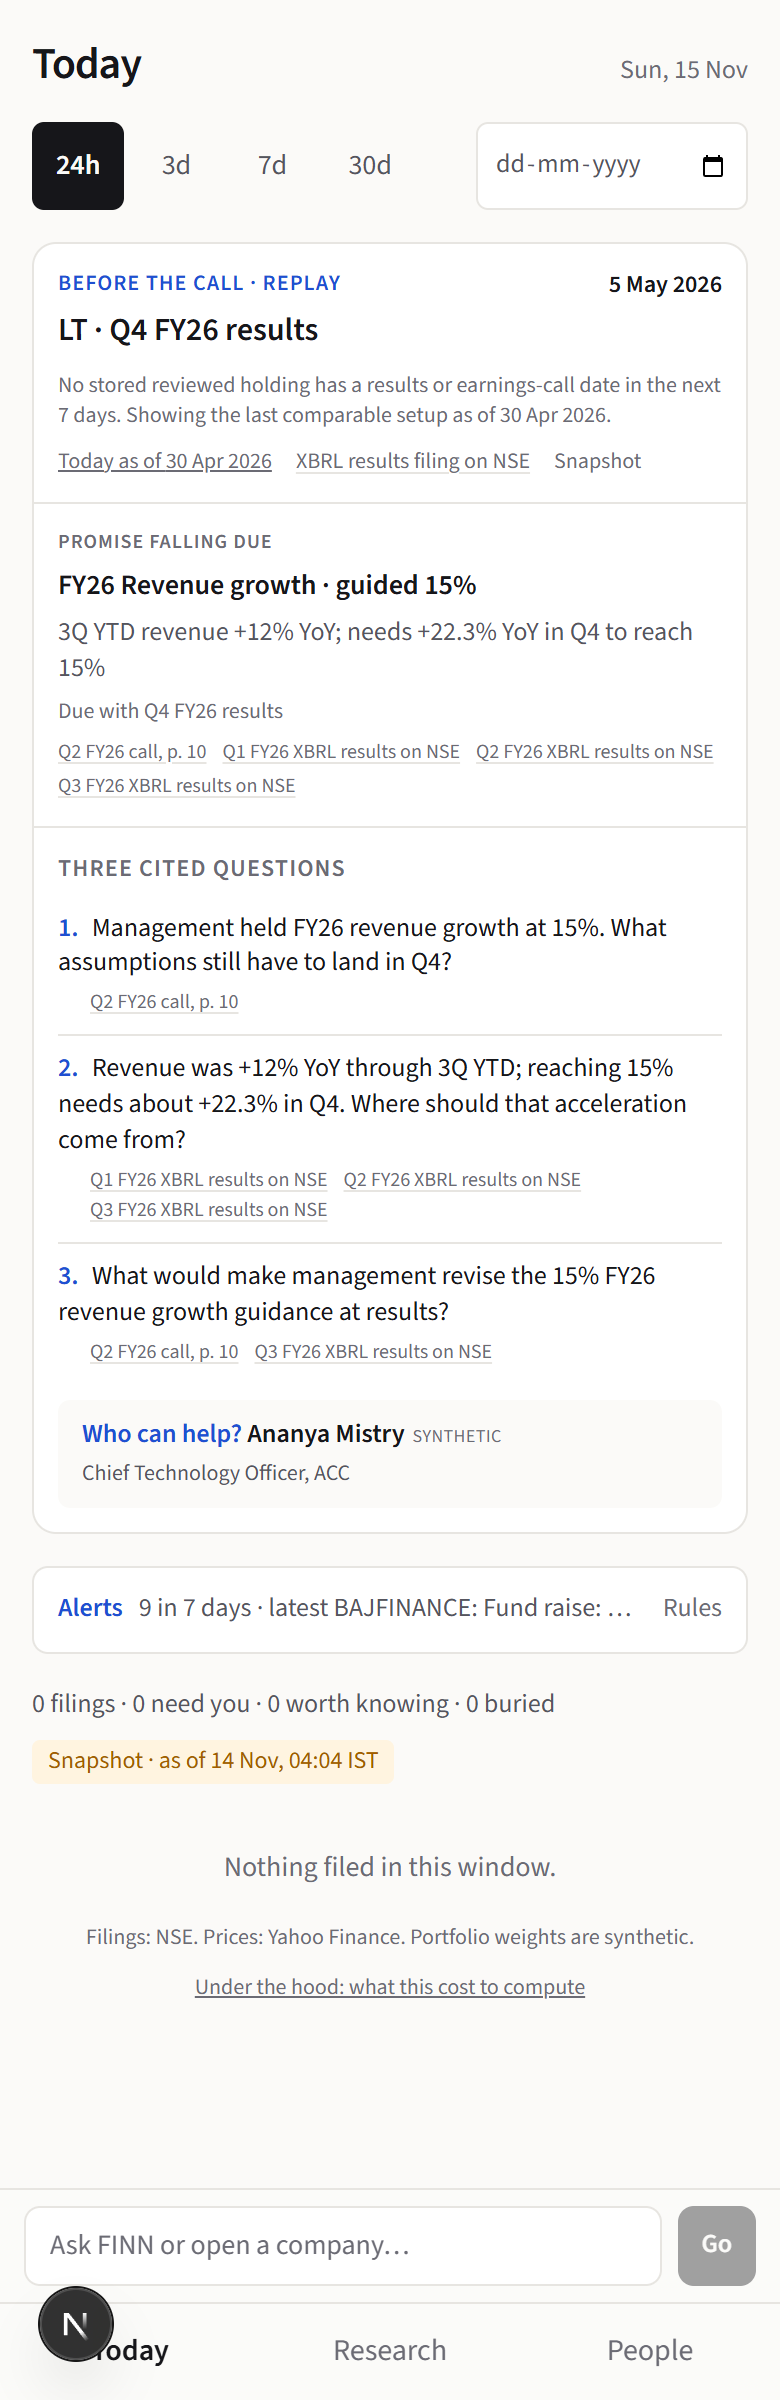 Today
Sun, 15 Nov
24h
3d
7d
30d
dd-mm-yyyy
BEFORE THE CALL · REPLAY
5 May 2026
LT · Q4 FY26 results
No stored reviewed holding has a results or earnings-call date in the next
7 days. Showing the last comparable setup as of 30 Apr 2026.
Today as of 30 Apr 2026 XBRL results filing on NSE Snapshot
PROMISE FALLING DUE
FY26 Revenue growth · guided 15%
3Q YTD revenue +12% YoY; needs +22.3% YoY in Q4 to reach
15%
Due with Q4 FY26 results
Q2 FY26 call, p. 10 Q1 FY26 XBRL results on NSE Q2 FY26 XBRL results on NSE
Q3 FY26 XBRL results on NSE
THREE CITED QUESTIONS
1. Management held FY26 revenue growth at 15%. What
assumptions still have to land in Q4?
Q2 FY26 call, p. 10
2. Revenue was +12% YoY through 3Q YTD; reaching 15%
needs about +22.3% in Q4. Where should that acceleration
come from?
Q1 FY26 XBRL results on NSE Q2 FY26 XBRL results on NSE
Q3 FY26 XBRL results on NSE
3. What would make management revise the 15% FY26
revenue growth guidance at results?
Q2 FY26 call, p. 10 Q3 FY26 XBRL results on NSE
Who can help? Ananya Mistry SYNTHETIC
Chief Technology Officer, ACC
Alerts 9 in 7 days · latest BAJFINANCE: Fund raise: … Rules
0 filings · 0 need you · 0 worth knowing · 0 buried
Snapshot · as of 14 Nov, 04:04 IST
Nothing filed in this window.
Filings: NSE. Prices: Yahoo Finance. Portfolio weights are synthetic.
Under the hood: what this cost to compute
Ask FINN or open a company…
Go
N
Today
Research
People